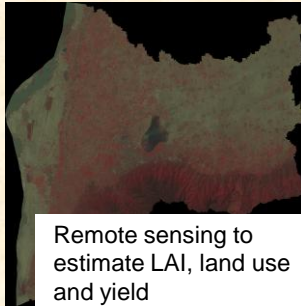 Remote sensing to
estimate LAI, land use
and yield